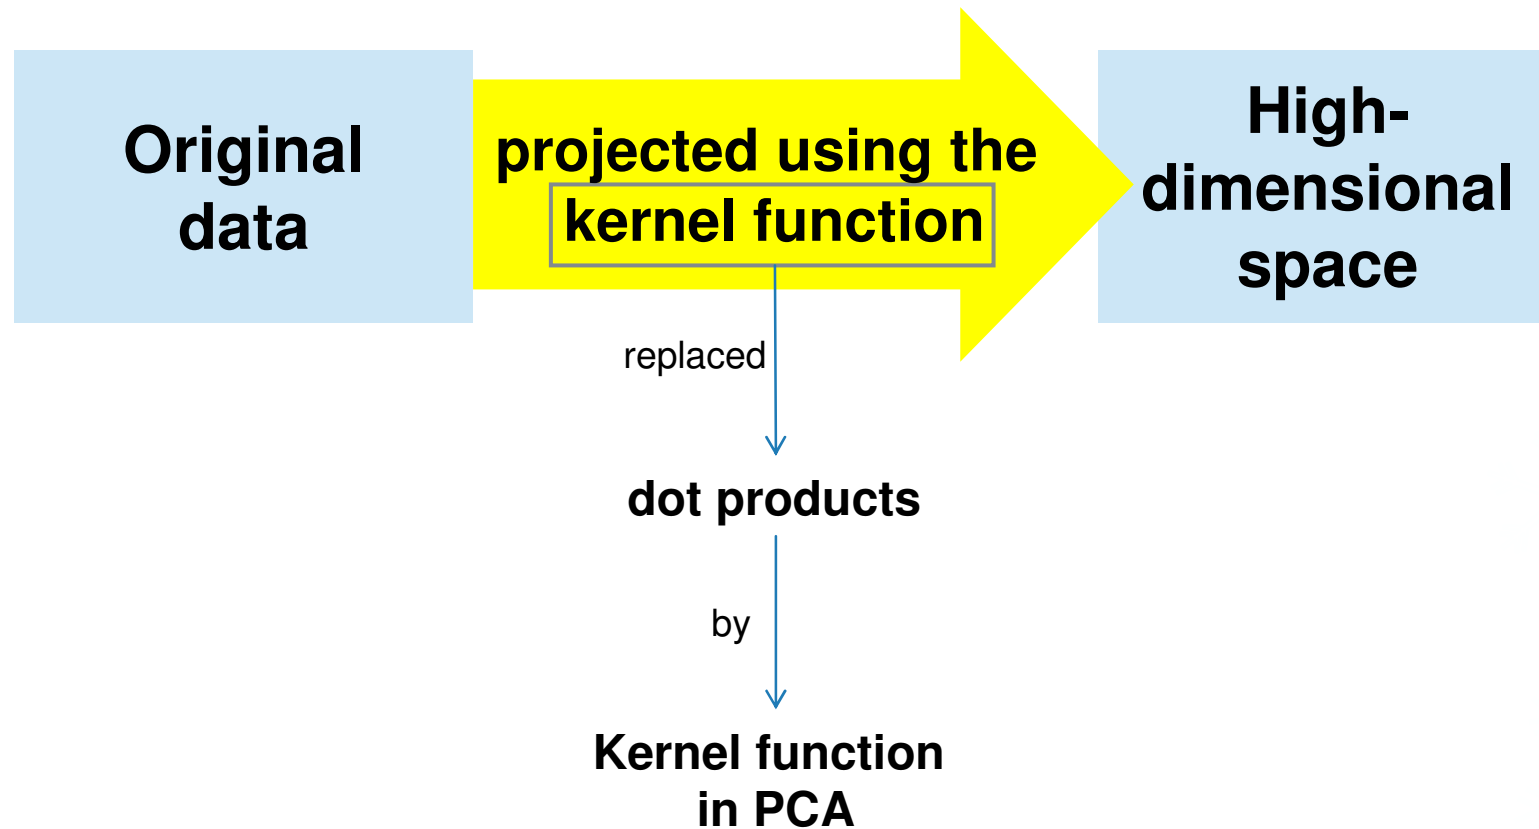 Original
data
projected using the
kernel function
High-
dimensional
space
replaced
dot products
by
Kernel function
in PCA